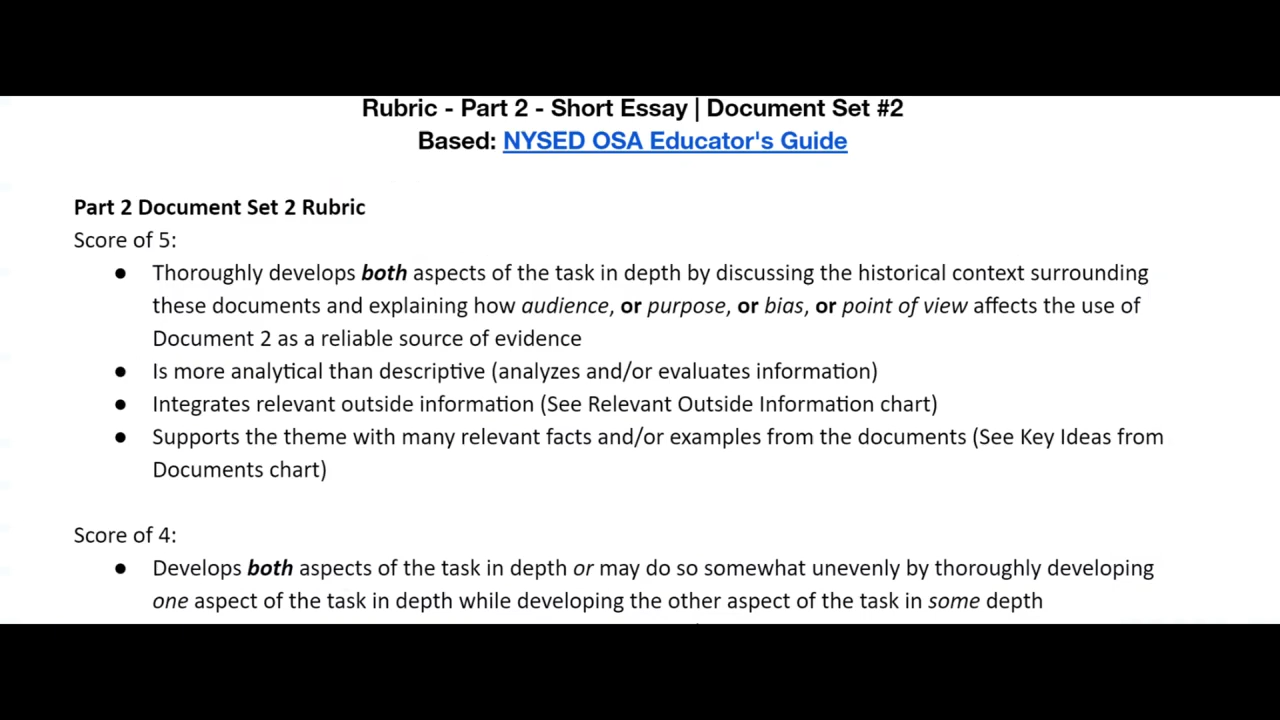 Rubric - Part 2 - Short Essay | Document Set #2
Based: NYSED OSA Educator's Guide
Part 2 Document Set 2 Rubric
Score of 5:
● Thoroughly develops both aspects of the task in depth by discussing the historical context surrounding
these documents and explaining how audience, or purpose, or bias, or point of view affects the use of
Document 2 as a reliable source of evidence
● Is more analytical than descriptive (analyzes and/or evaluates information)
● Integrates relevant outside information (See Relevant Outside Information chart)
● Supports the theme with many relevant facts and/or examples from the documents (See Key Ideas from
Documents chart)
Score of 4:
● Develops both aspects of the task in depth or may do so somewhat unevenly by thoroughly developing
one aspect of the task in depth while developing the other aspect of the task in some depth